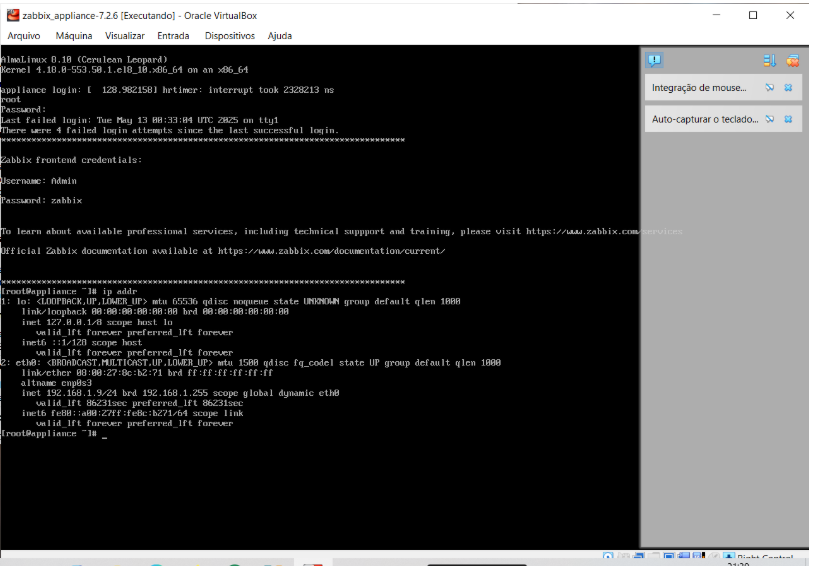 zabbix_appliance-7.2.6 [Executando] - Oracle VirtualBox
Arquivo Máquina Visualizar Entrada Dispositivos Ajuda
AlmaLinux 8.10 (Cerulean Leopard)
Kernel 4.18.0-553.50.1.el8_10.x86_64 on an x86_64
appliance login: [  128.982158] hrtimer: interrupt took 2328213 ns
root
Password:
Last failed login: Tue May 13 00:33:04 UTC 2025 on tty1
There were 4 failed login attempts since the last successful login.
Zabbix frontend credentials:
Username: Admin
Password: zabbix
To learn about available professional services, including technical suppport and training, please visit https://www.zabbix.com/services
Official Zabbix documentation available at https://www.zabbix.com/documentation/current/
[root@appliance ~]# ip addr
1: lo: <LOOPBACK,UP,LOWER_UP> mtu 65536 qdisc noqueue state UNKNOWN group default qlen 1000
link/loopback 00:00:00:00:00:00 brd 00:00:00:00:00:00
inet 127.0.0.1/8 scope host lo
valid_lft forever preferred_lft forever
inet6 ::1/128 scope host
valid_lft forever preferred_lft forever
2: eth0: <BROADCAST,MULTICAST,UP,LOWER_UP> mtu 1500 qdisc fq_codel state UP group default qlen 1000
link/ether 08:00:27:8c:b2:71 brd ff:ff:ff:ff:ff:ff
altname enp0s3
inet 192.168.1.9/24 brd 192.168.1.255 scope global dynamic eth0
valid_lft 86231sec preferred_lft 86231sec
inet6 fe80::a00:27ff:fe8c:b271/64 scope link
valid_lft forever preferred_lft forever
[root@appliance ~]# _
Integração de mouse...
Auto-capturar o teclado...
Right Control